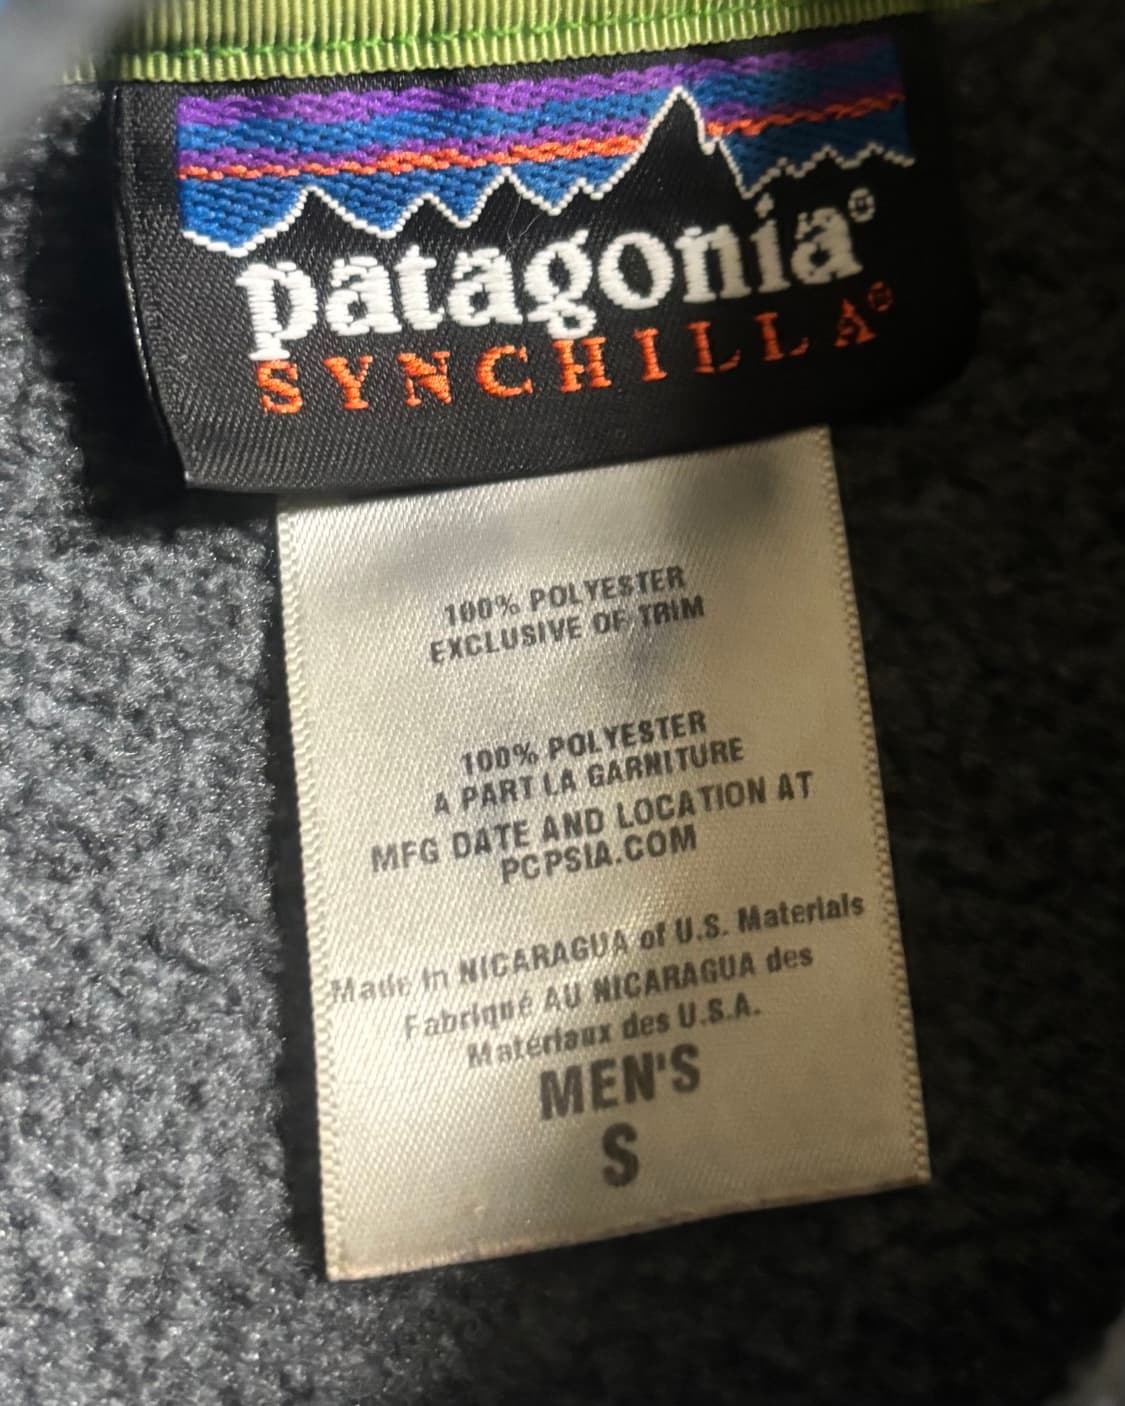 patagonia®
SYNCHILLA®
100% POLYESTER
EXCLUSIVE OF TRIM
100% POLYESTER
A PART LA GARNITURE
MFG DATE AND LOCATION AT
PCPSIA.COM
Made in NICARAGUA of U.S. Materials
Fabriqué AU NICARAGUA des
Matériaux des U.S.A.
MEN'S
S